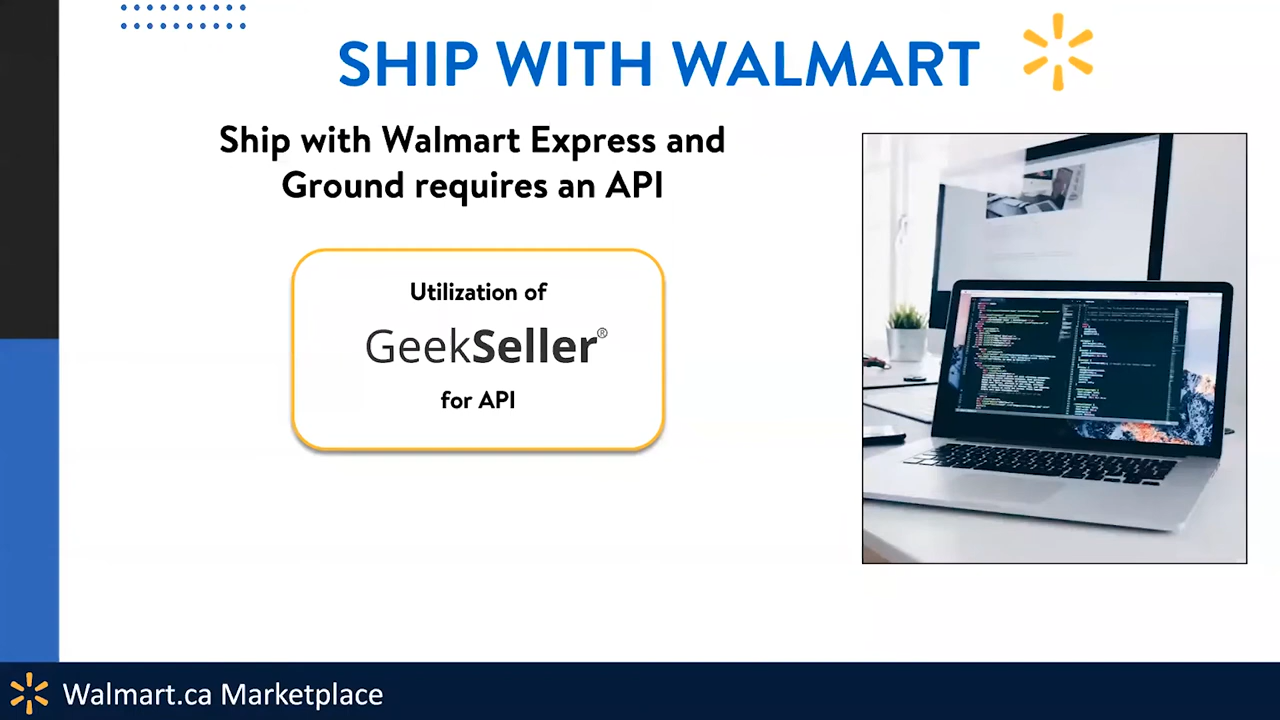 SHIP WITH WALMART
Ship with Walmart Express and
Ground requires an API
Utilization of
GeekSeller®
for API
Walmart.ca Marketplace